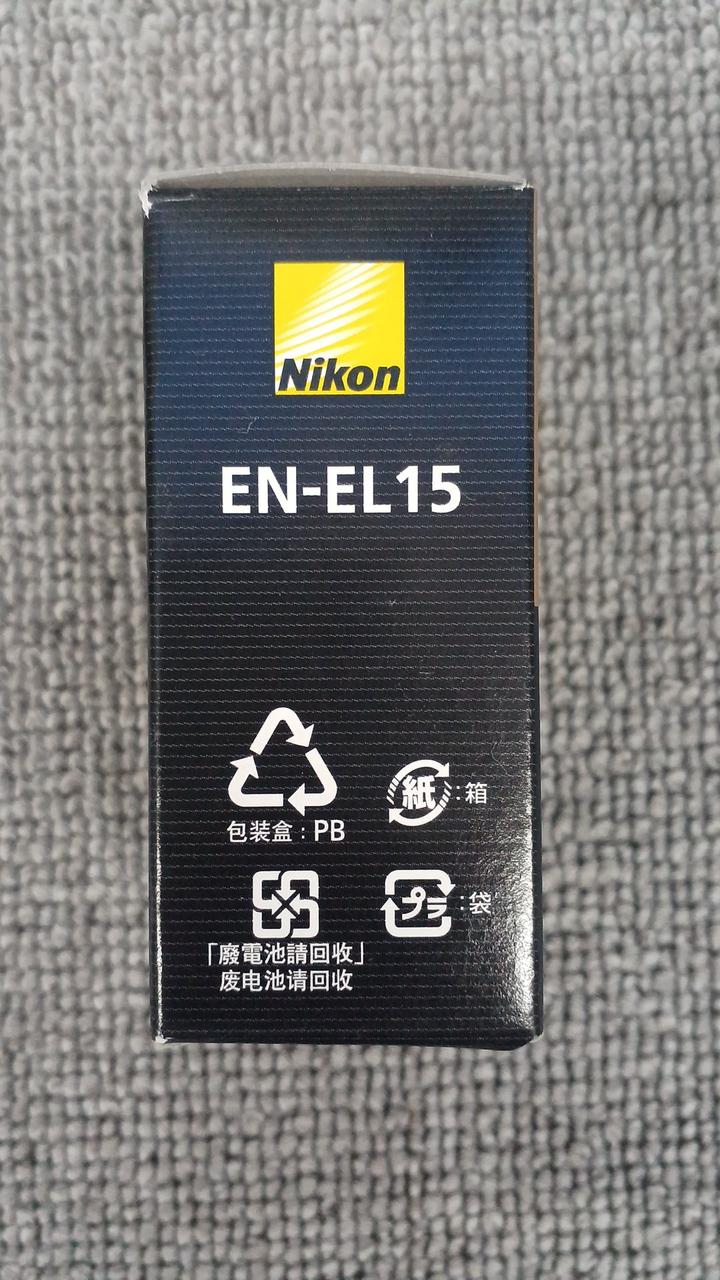 Nikon
EN-EL15
包装盒：PB
紙：箱
プラ：袋
「廢電池請回收」
废电池请回收